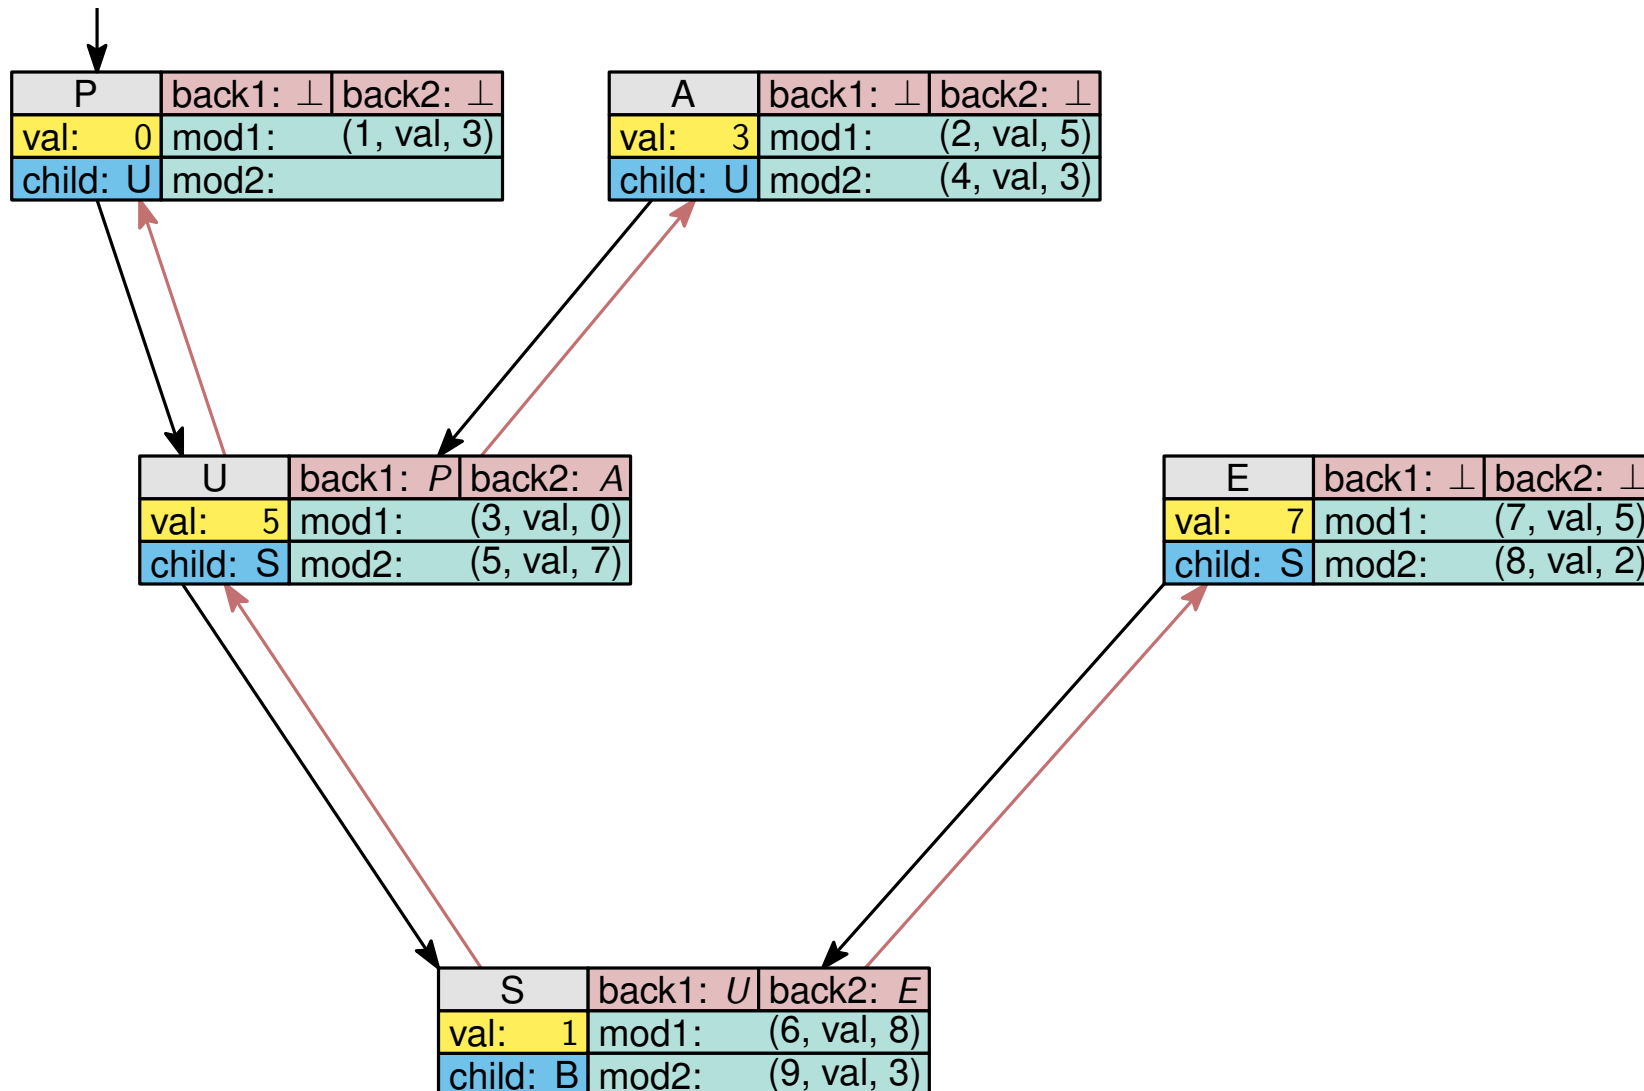 P back1: ⊥ back2: ⊥
val: 0 mod1: (1, val, 3)
child: U mod2:
A back1: ⊥ back2: ⊥
val: 3 mod1: (2, val, 5)
child: U mod2: (4, val, 3)
U back1: P back2: A
val: 5 mod1: (3, val, 0)
child: S mod2: (5, val, 7)
E back1: ⊥ back2: ⊥
val: 7 mod1: (7, val, 5)
child: S mod2: (8, val, 2)
S back1: U back2: E
val: 1 mod1: (6, val, 8)
child: B mod2: (9, val, 3)